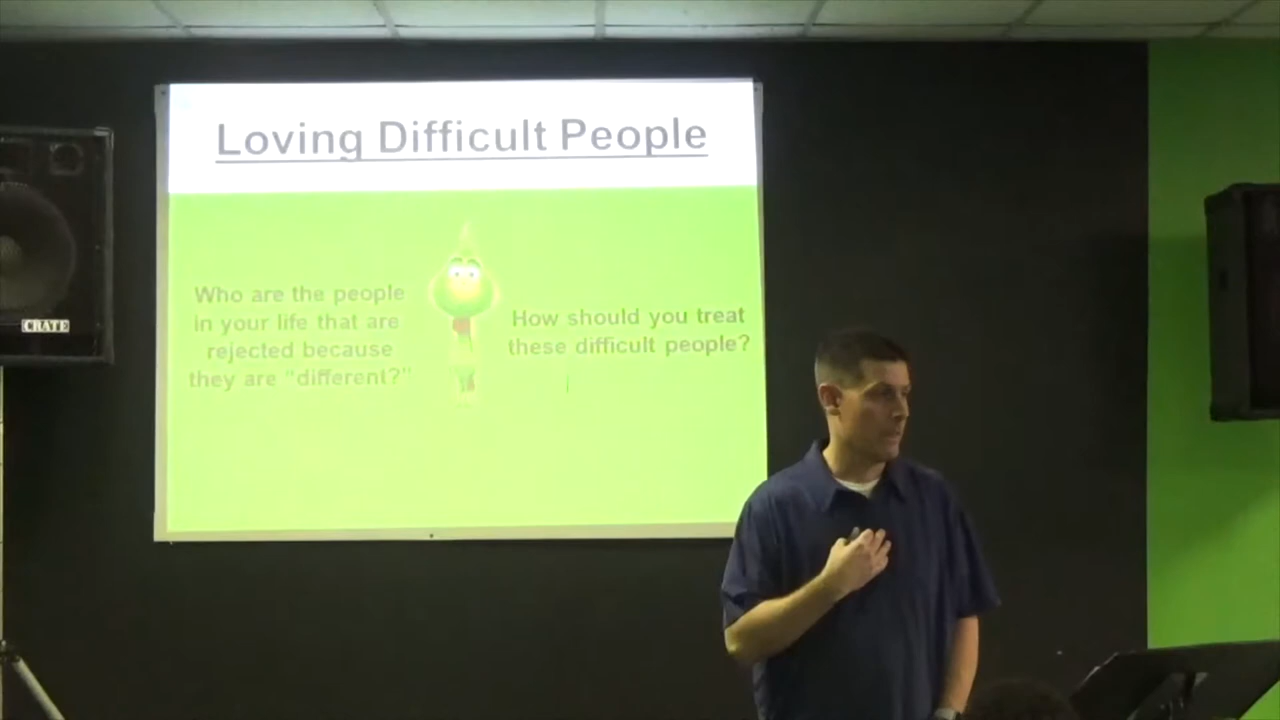 Loving Difficult People
Who are the people
in your life that are
rejected because
they are "different?"
How should you treat
these difficult people?
CRATE